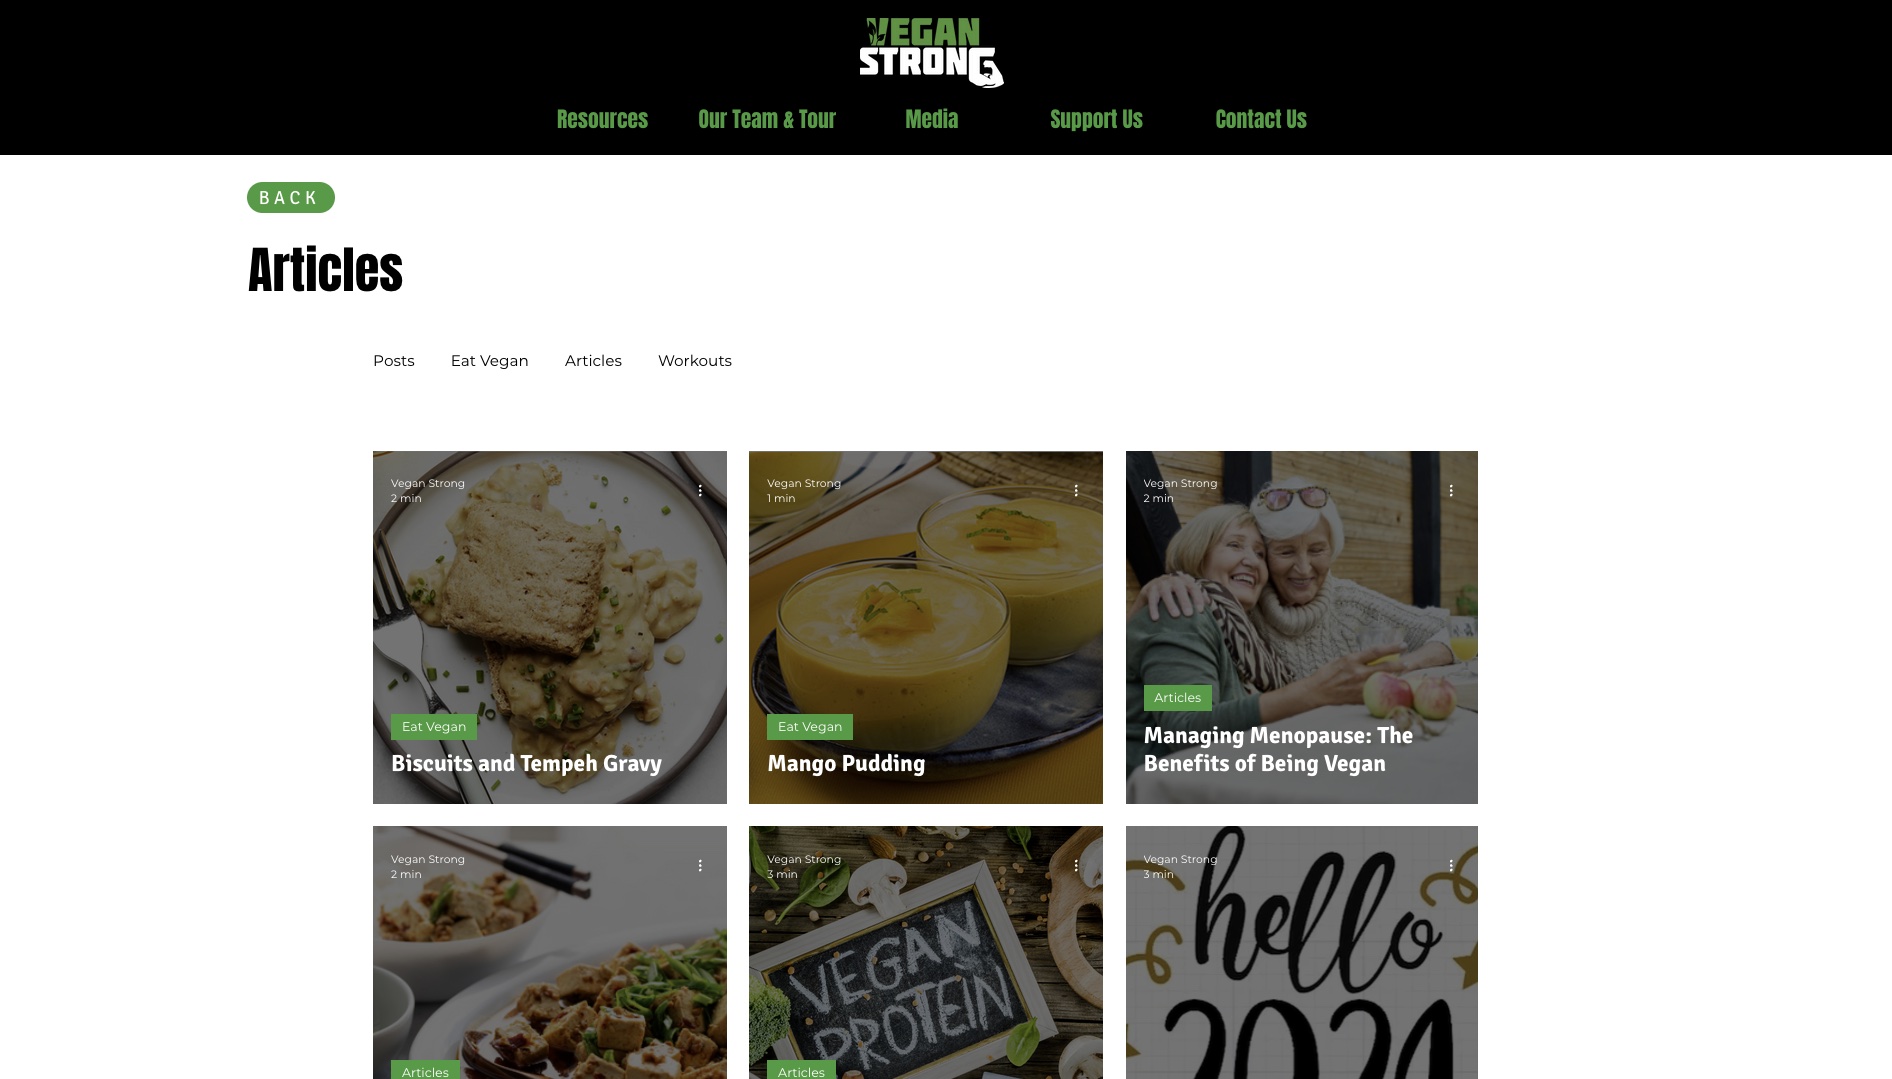 VEGAN
STRONG
Resources
Our Team & Tour
Media
Support Us
Contact Us
BACK
Articles
Posts
Eat Vegan
Articles
Workouts
Vegan Strong
2 min
Eat Vegan
Biscuits and Tempeh Gravy
Vegan Strong
1 min
Eat Vegan
Mango Pudding
Vegan Strong
2 min
Articles
Managing Menopause: The
Benefits of Being Vegan
Vegan Strong
2 min
Articles
Vegan Strong
3 min
VEGAN
PROTEIN
Articles
Vegan Strong
3 min
hello
2021